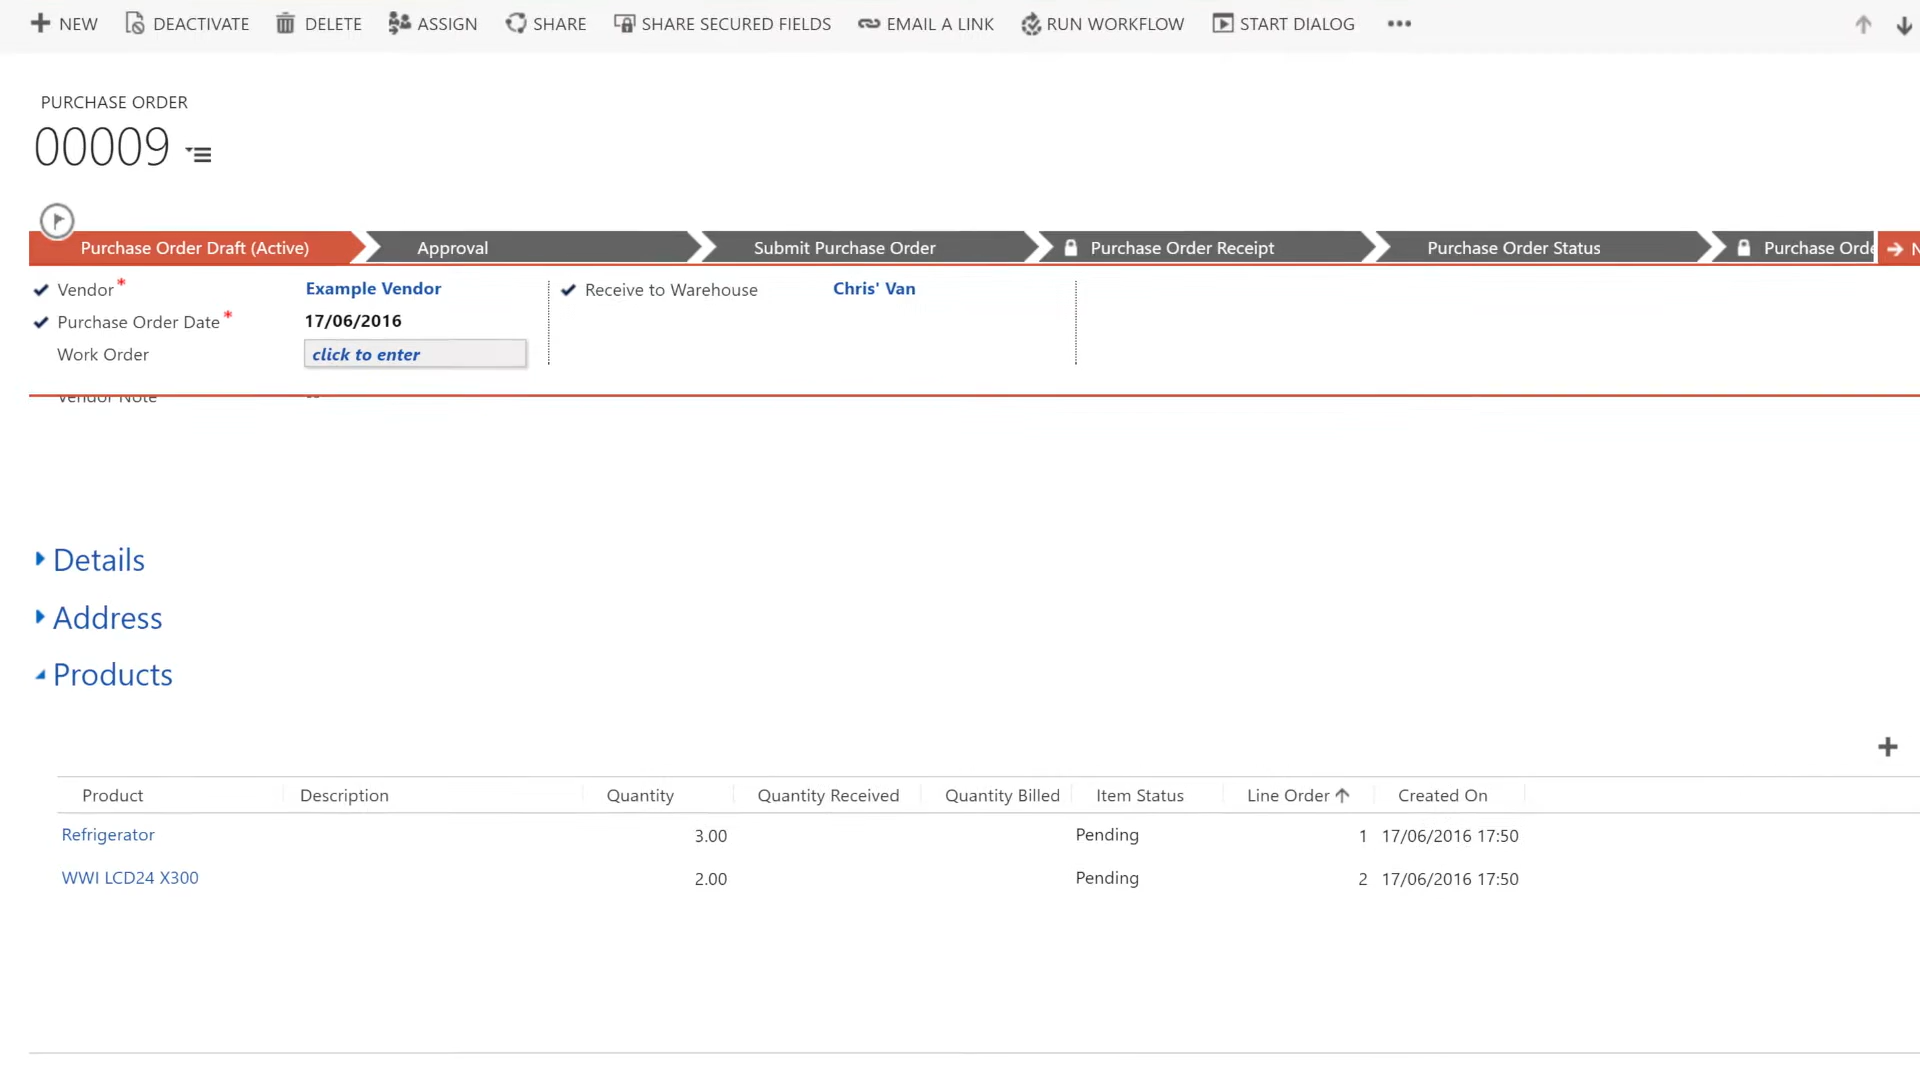 NEW DEACTIVATE DELETE ASSIGN SHARE SHARE SECURED FIELDS EMAIL A LINK RUN WORKFLOW START DIALOG •••
PURCHASE ORDER
00009
Purchase Order Draft (Active) Approval Submit Purchase Order Purchase Order Receipt Purchase Order Status Purchase Orde N
Vendor* Example Vendor Receive to Warehouse Chris' Van
Purchase Order Date* 17/06/2016
Work Order click to enter
Vendor Note --
Details
Address
Products
Product Description Quantity Quantity Received Quantity Billed Item Status Line Order Created On
Refrigerator 3.00 Pending 1 17/06/2016 17:50
WWI LCD24 X300 2.00 Pending 2 17/06/2016 17:50